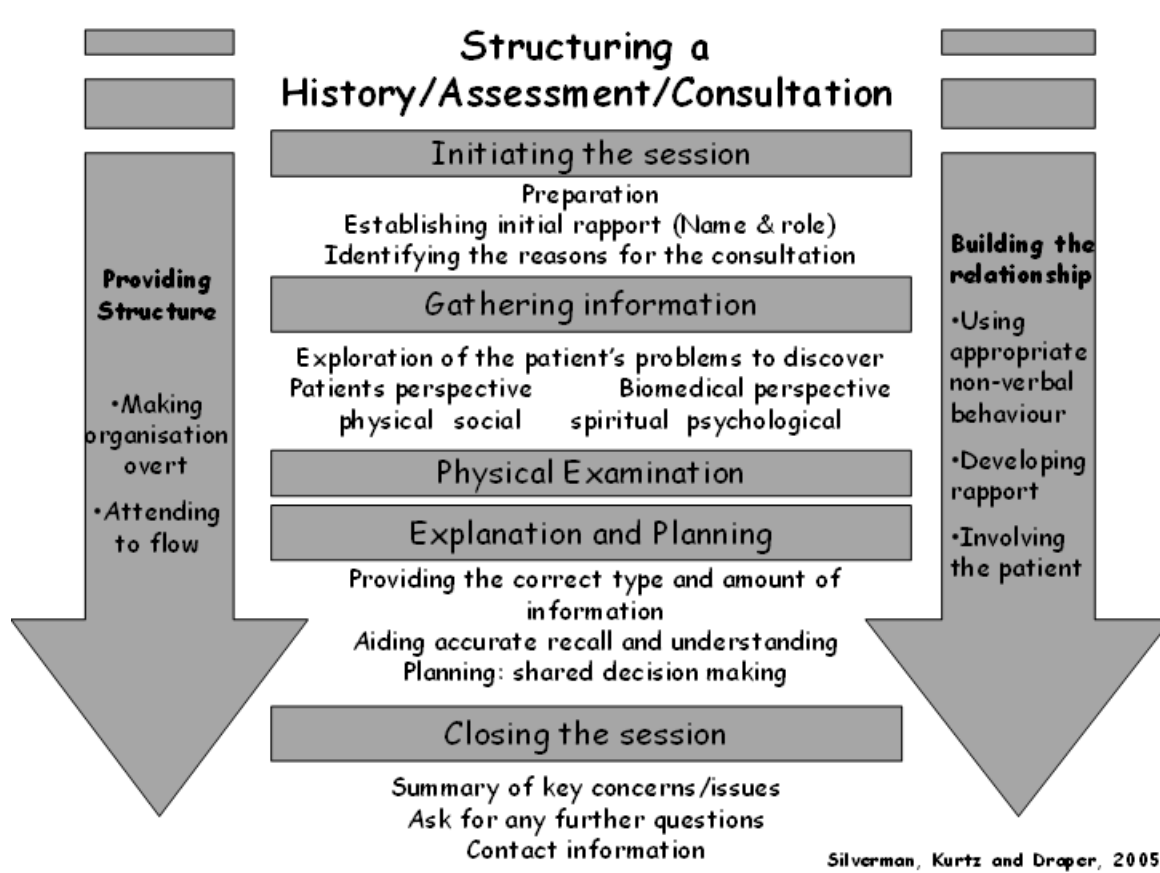 Structuring a
History/Assessment/Consultation
Initiating the session
Preparation
Establishing initial rapport (Name & role)
Identifying the reasons for the consultation
Gathering information
Exploration of the patient's problems to discover
Patients perspective Biomedical perspective
physical social spiritual psychological
Physical Examination
Explanation and Planning
Providing the correct type and amount of
information
Aiding accurate recall and understanding
Planning: shared decision making
Closing the session
Summary of key concerns/issues
Ask for any further questions
Contact information
Providing
Structure
•Making
organisation
overt
•Attending
to flow
Building the
relationship
•Using
appropriate
non-verbal
behaviour
•Developing
rapport
•Involving
the patient
Silverman, Kurtz and Draper, 2005